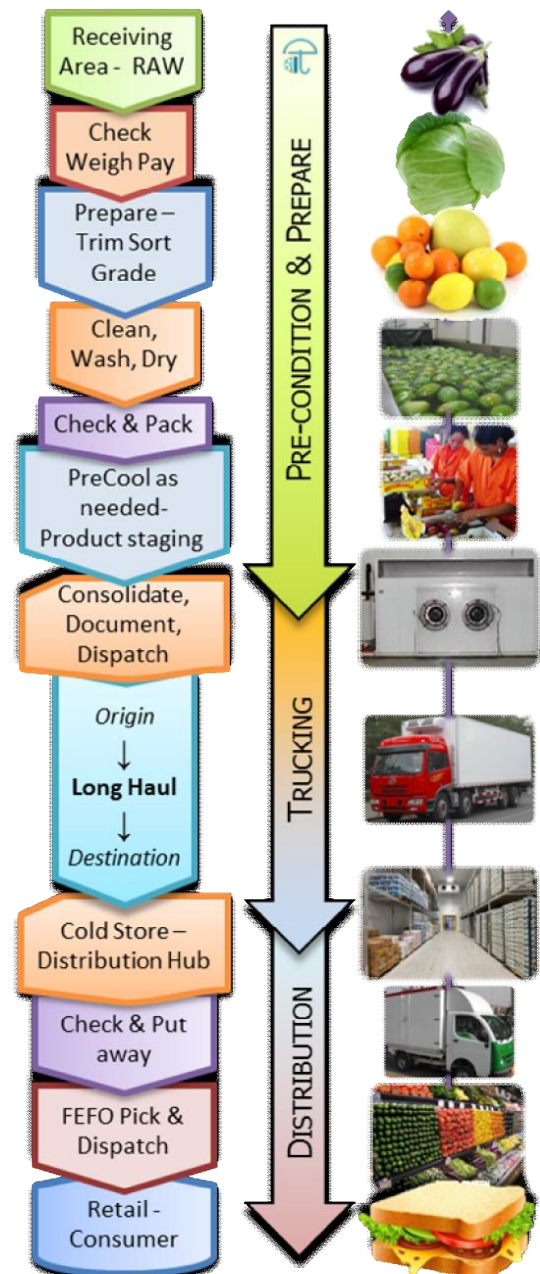 Receiving
Area - RAW
Check
Weigh Pay
Prepare –
Trim Sort
Grade
Clean,
Wash, Dry
Check & Pack
PreCool as
needed-
Product staging
Consolidate,
Document,
Dispatch
Origin
↓
Long Haul
↓
Destination
Cold Store –
Distribution Hub
Check & Put
away
FEFO Pick &
Dispatch
Retail -
Consumer
PRE-CONDITION & PREPARE
TRUCKING
DISTRIBUTION